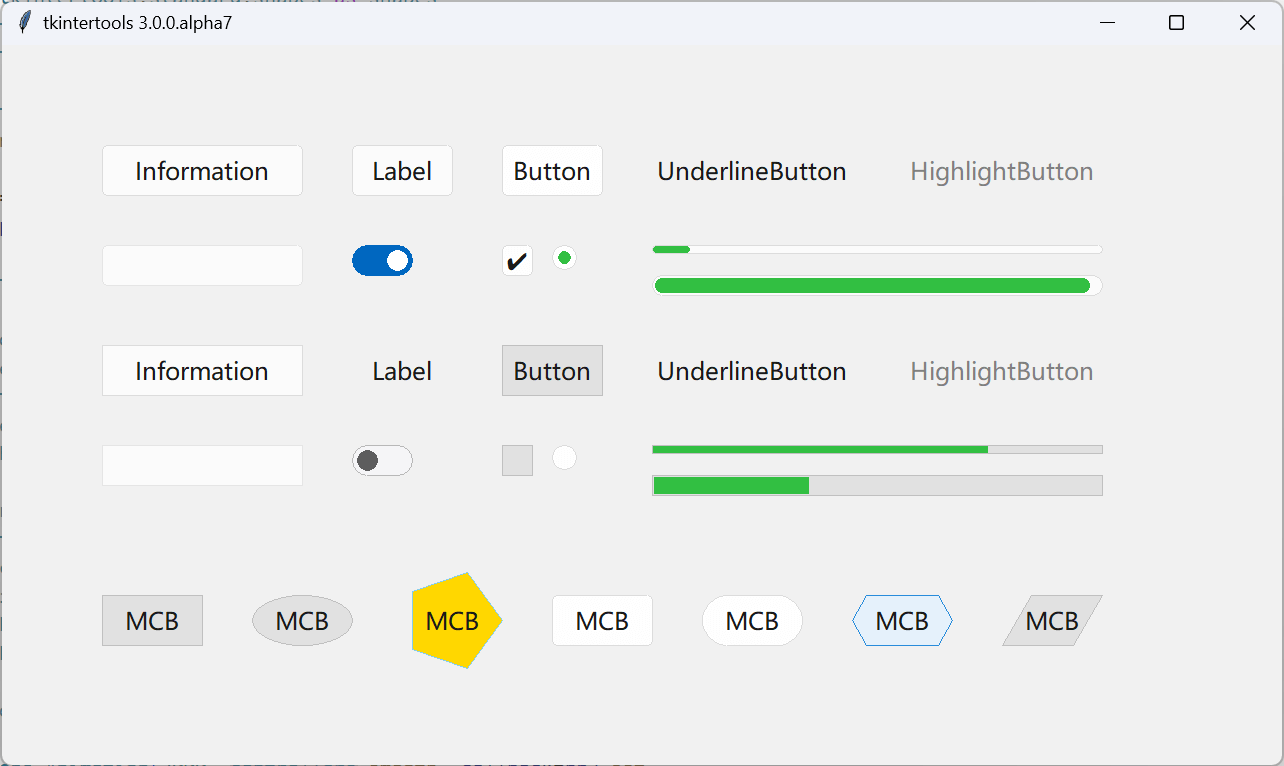 tkintertools 3.0.0.alpha7
Information Label Button UnderlineButton HighlightButton
✔
Information Label Button UnderlineButton HighlightButton
MCB MCB MCB MCB MCB MCB MCB